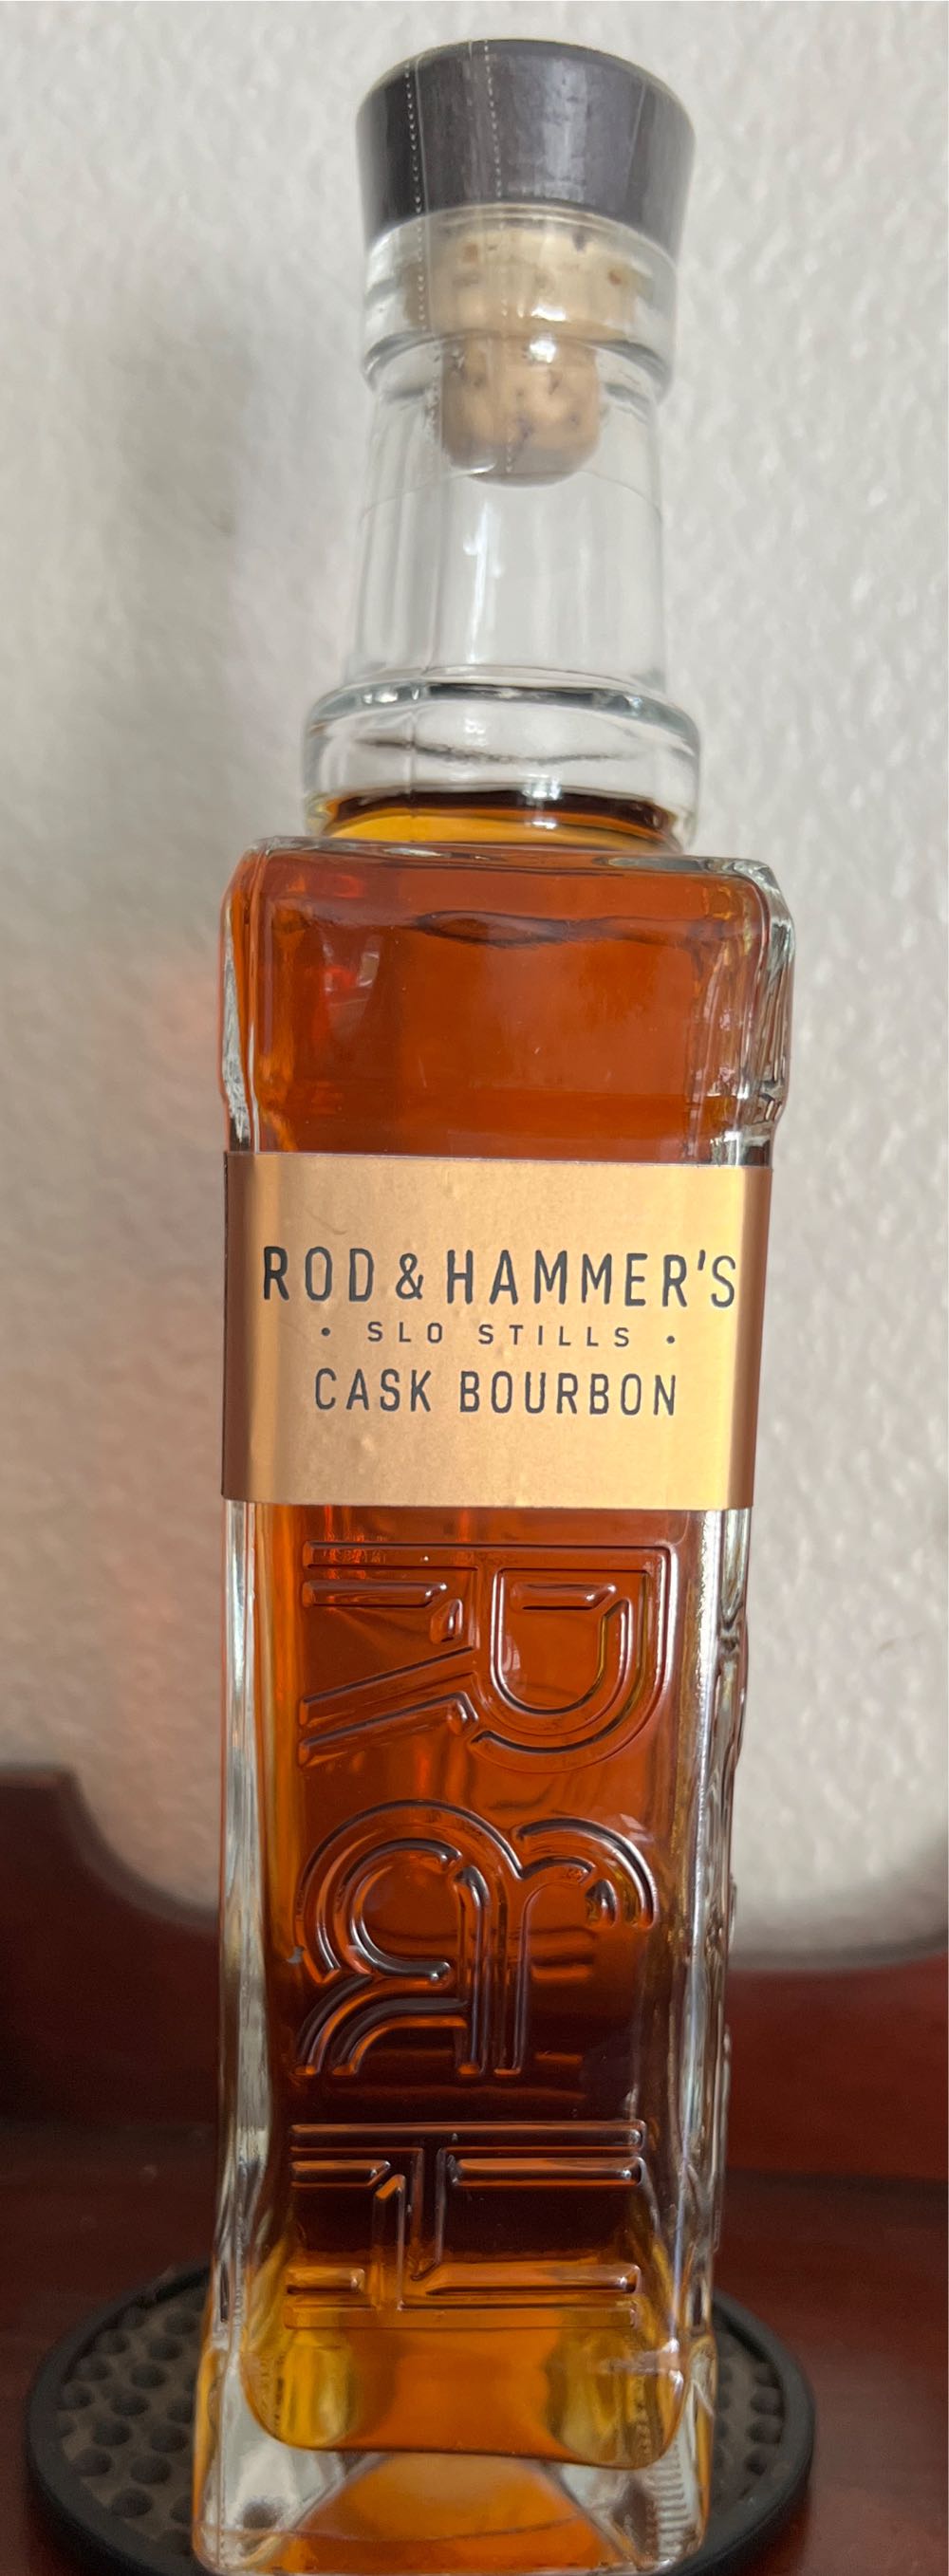 ROD & HAMMER'S
• SLO STILLS •
CASK BOURBON
R&H